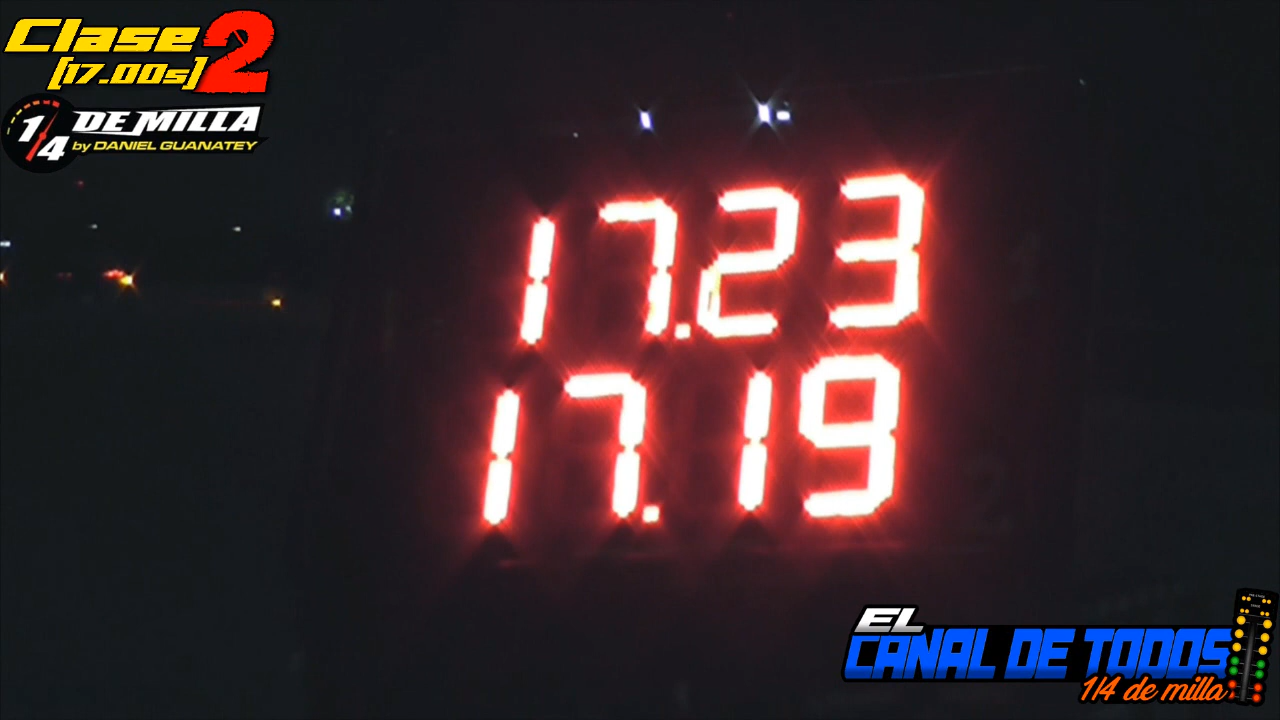 Clase 2
[17.00s]
1/4 DE MILLA
by DANIEL GUANATEY
17.23
17.19
EL
CANAL DE TODOS
1/4 de milla